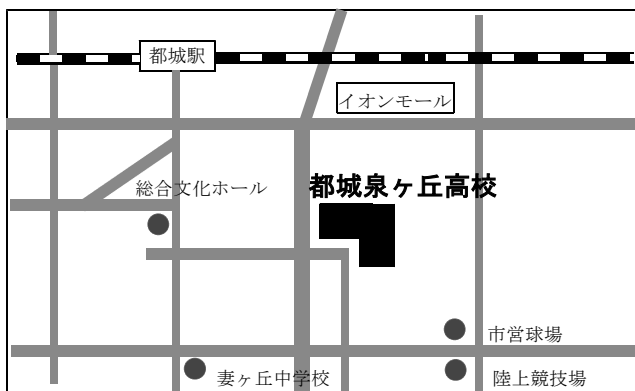 都城駅
イオンモール
総合文化ホール
都城泉ヶ丘高校
市営球場
妻ヶ丘中学校
陸上競技場